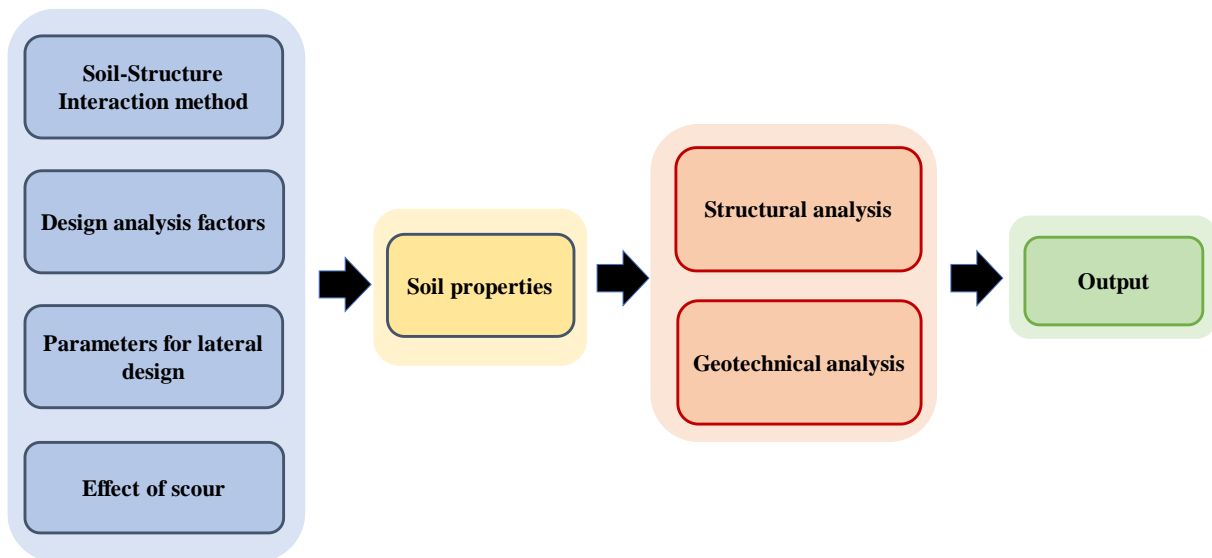 Soil-Structure
Interaction method
Design analysis factors
Parameters for lateral
design
Effect of scour
Soil properties
Structural analysis
Geotechnical analysis
Output